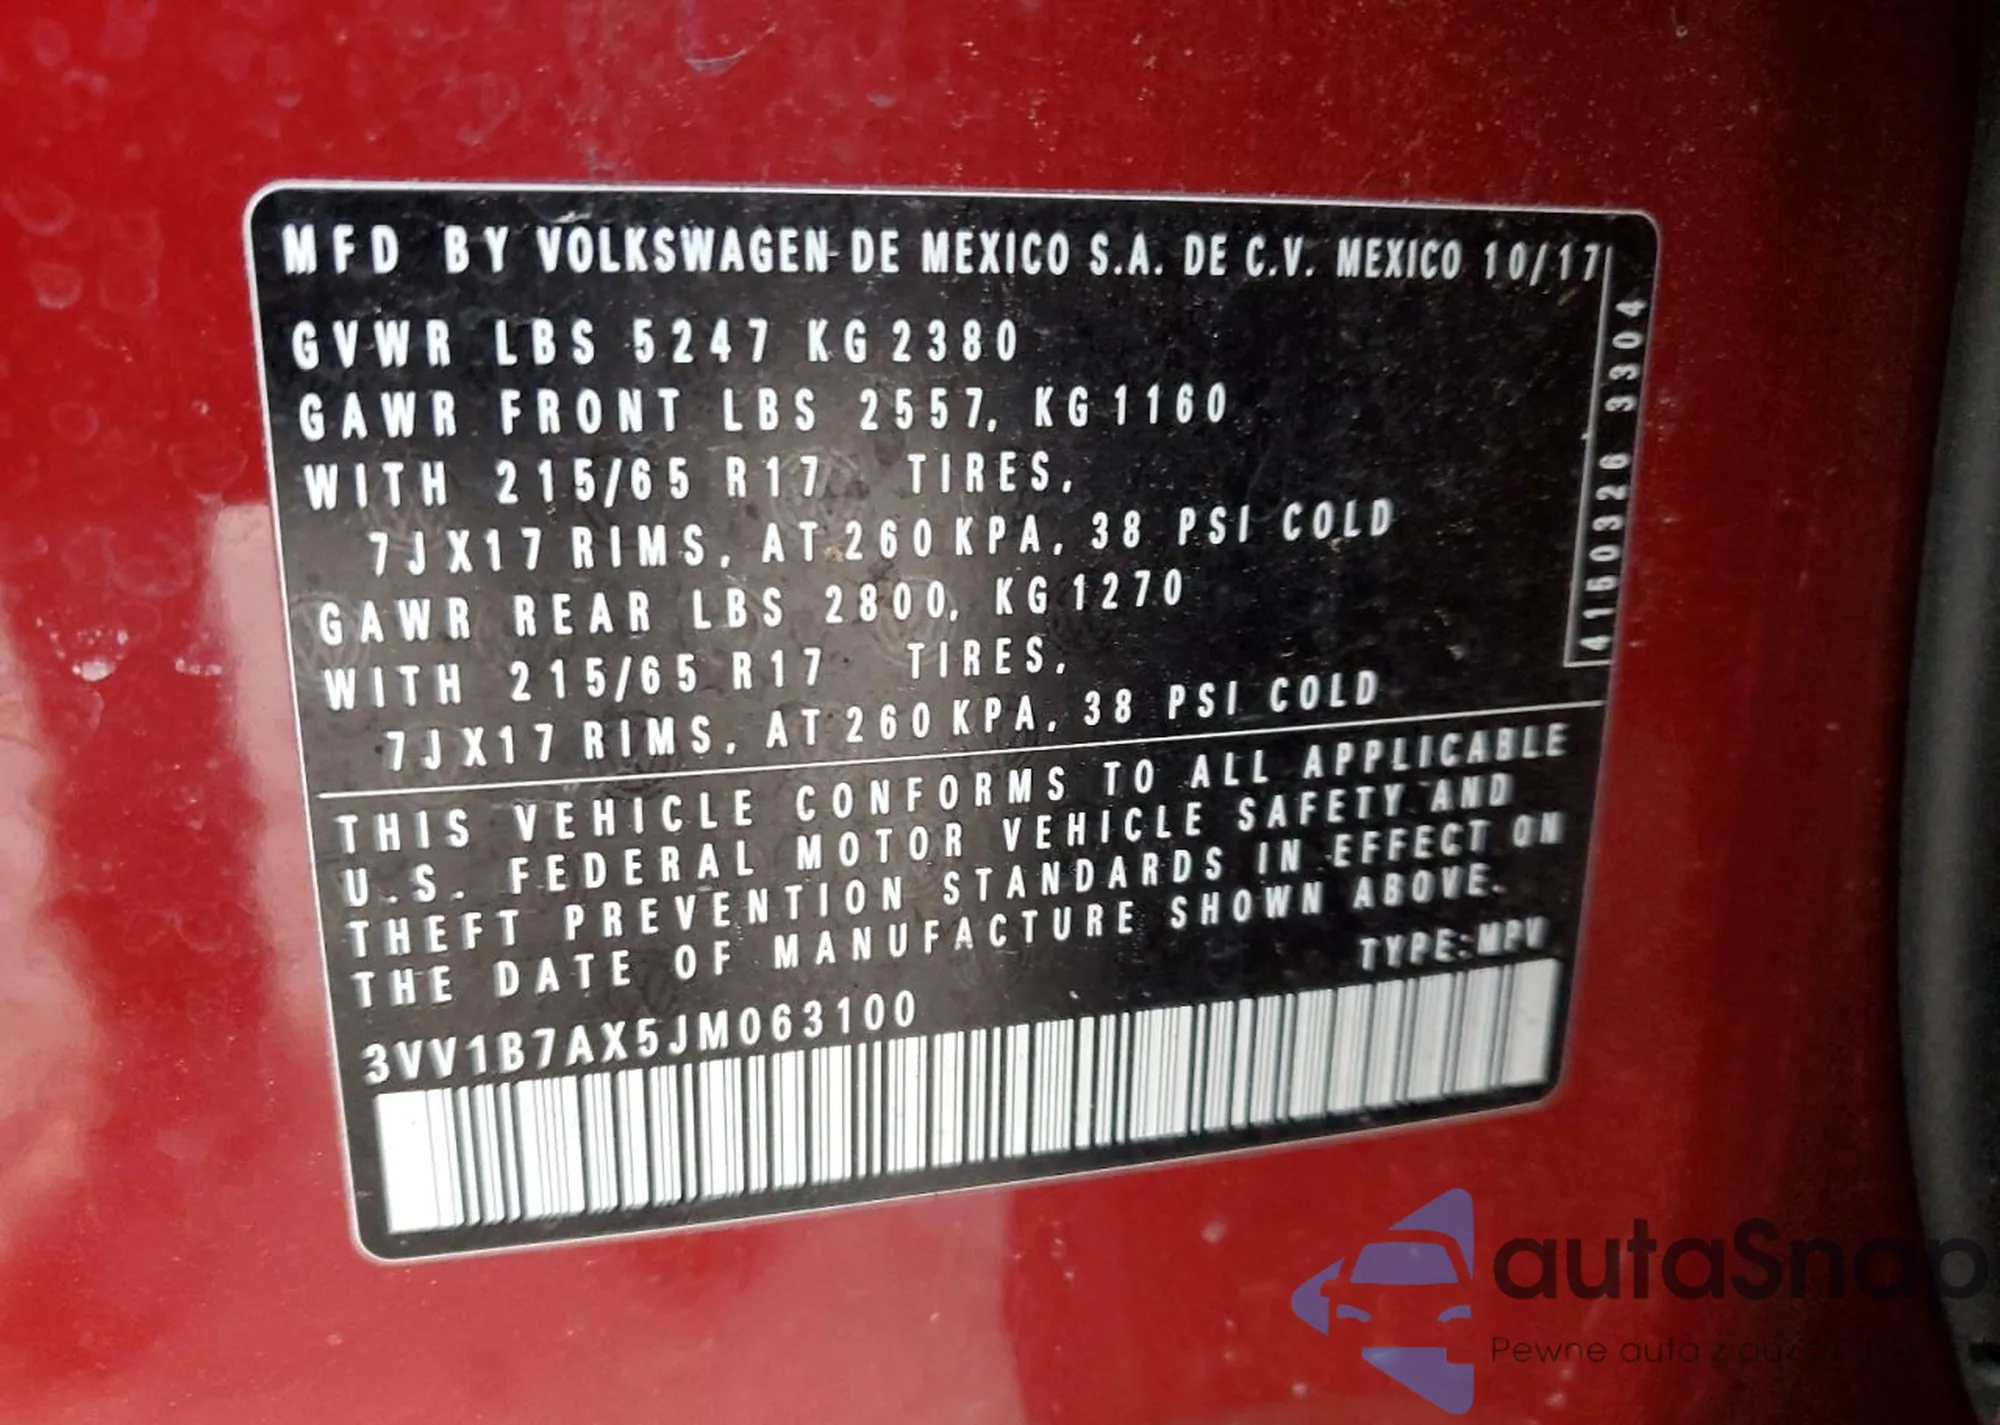 MFD BY VOLKSWAGEN DE MEXICO S.A. DE C.V. MEXICO 10/17
GVWR LBS 5247 KG 2380
GAWR FRONT LBS 2557, KG 1160
WITH 215/65 R17 TIRES,
7JX17 RIMS, AT 260 KPA, 38 PSI COLD
GAWR REAR LBS 2800, KG 1270
WITH 215/65 R17 TIRES,
7JX17 RIMS, AT 260 KPA, 38 PSI COLD
4150326 3304
THIS VEHICLE CONFORMS TO ALL APPLICABLE
U.S. FEDERAL MOTOR VEHICLE SAFETY AND
THEFT PREVENTION STANDARDS IN EFFECT ON
THE DATE OF MANUFACTURE SHOWN ABOVE.
TYPE:MPV
3VV1B7AX5JM063100
autaSnap
Pewne auta z